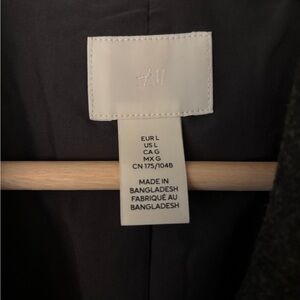 H&M
EUR L
US L
CA G
MX G
CN 175/104B
MADE IN
BANGLADESH
FABRIQUÉ AU
BANGLADESH